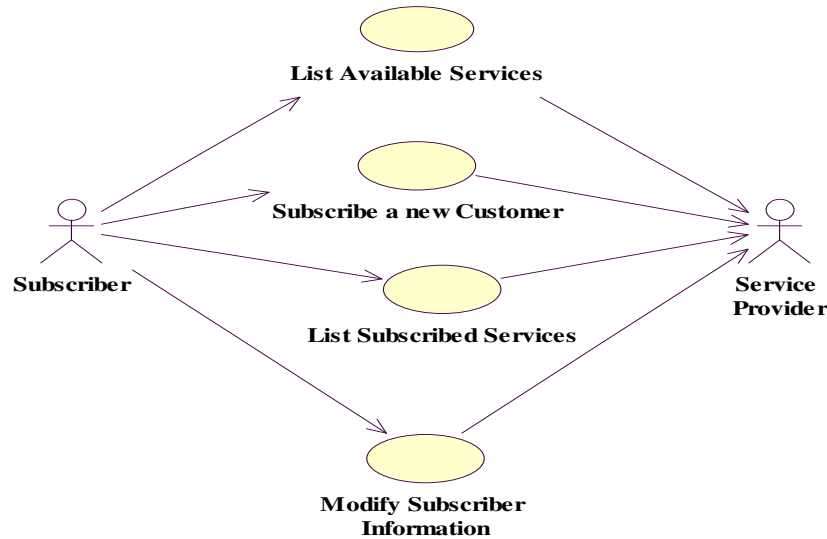 List Available Services
Subscribe a new Customer
Subscriber
Service
Provider
List Subscribed Services
Modify Subscriber
Information